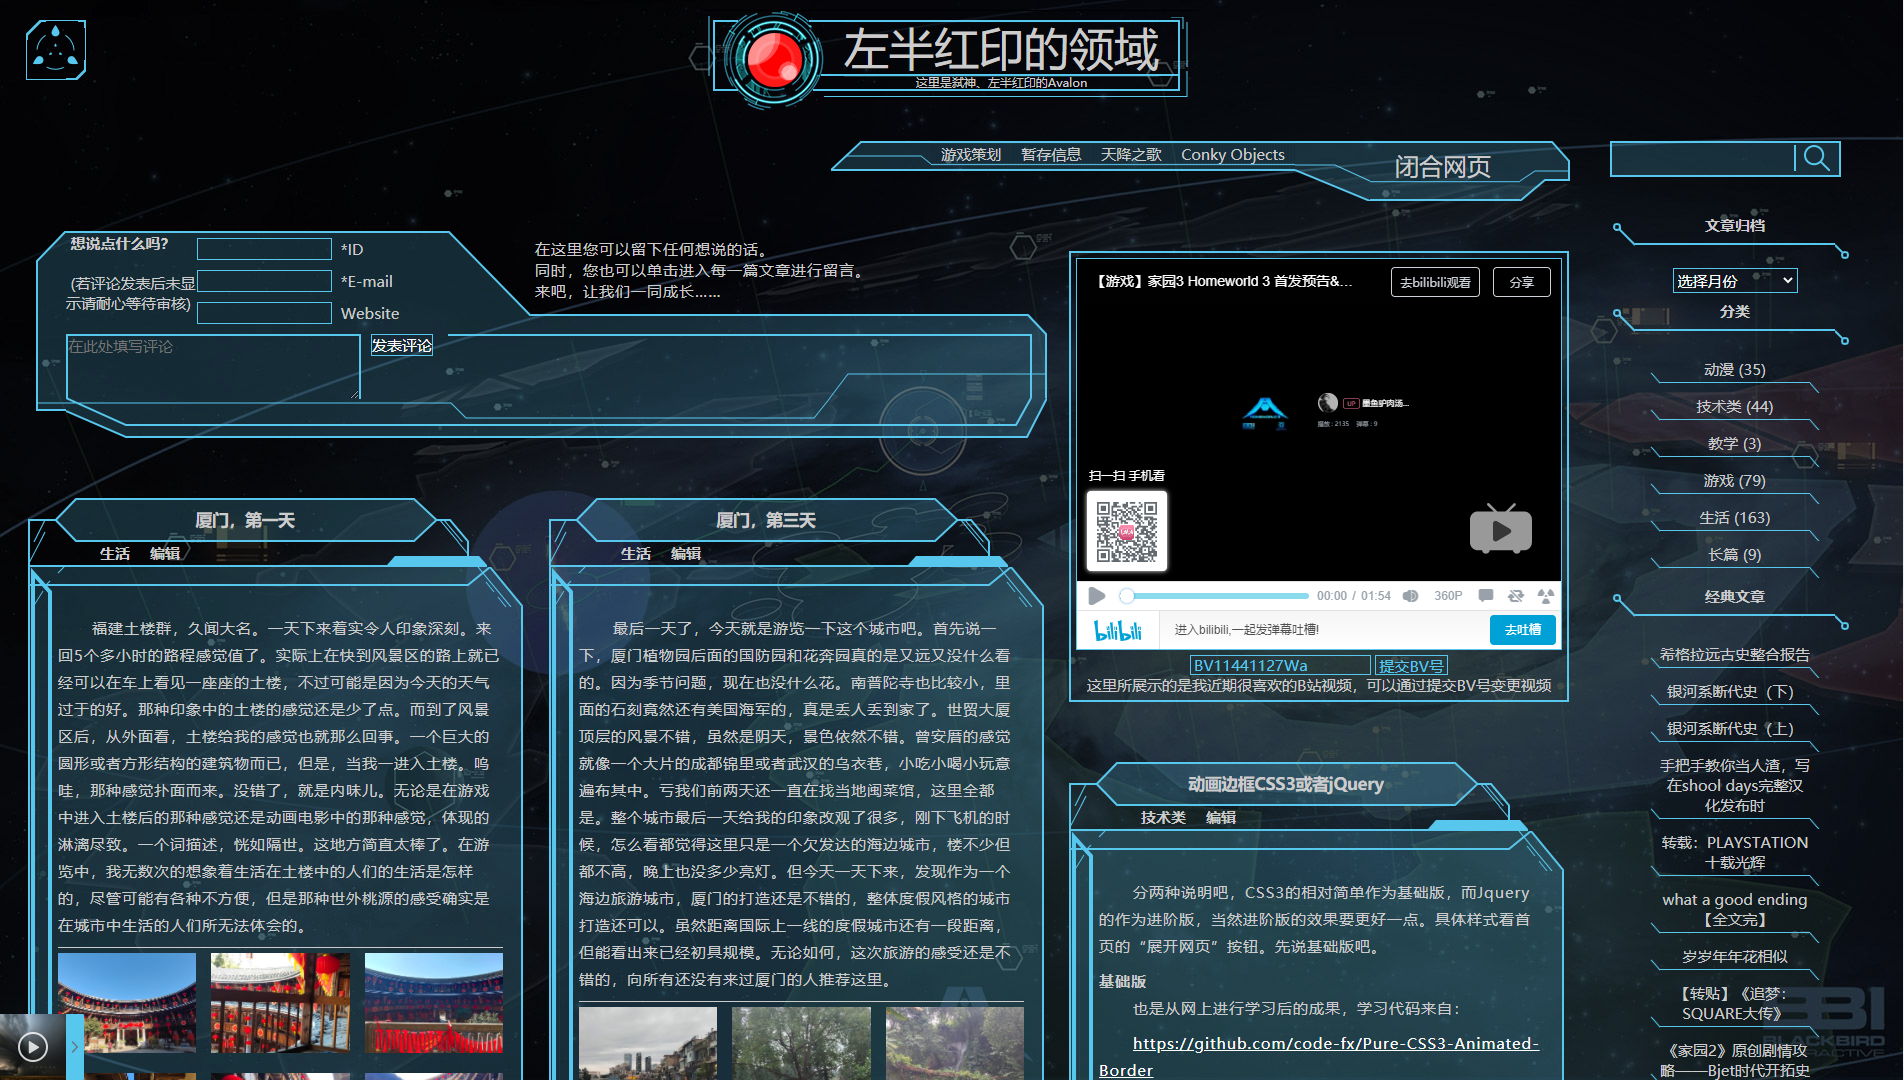 左半红印的领域
这里是弑神、左半红印的Avalon
游戏策划 暂存信息 天降之歌 Conky Objects
闭合网页
想说点什么吗?
(若评论发表后未显
示请耐心等待审核)
*ID
*E-mail
Website
在此处填写评论
发表评论
在这里您可以留下任何想说的话。
同时，您也可以单击进入每一篇文章进行留言。
来吧，让我们一同成长……
厦门，第一天
生活 编辑
福建土楼群，久闻大名。一天下来着实令人印象深刻。来
回5个多小时的路程感觉值了。实际上在快到风景区的路上就已
经可以在车上看见一座座的土楼，不过可能是因为今天的天气
过于的好。那种印象中的土楼的感觉还是少了点。而到了风景
区后，从外面看，土楼给我的感觉也就那么回事。一个巨大的
圆形或者方形结构的建筑物而已，但是，当我一进入土楼。呜
哇，那种感觉扑面而来。没错了，就是内味儿。无论是在游戏
中进入土楼后的那种感觉还是动画电影中的那种感觉，体现的
淋漓尽致。一个词描述，恍如隔世。这地方简直太棒了。在游
览中，我无数次的想象着生活在土楼中的人们的生活是怎样
的，尽管可能有各种不方便，但是那种世外桃源的感受确实是
在城市中生活的人们所无法体会的。
厦门，第三天
生活 编辑
最后一天了，今天就是游览一下这个城市吧。首先说一
下，厦门植物园后面的国防园和花卉园真的是又远又没什么看
的。因为季节问题，现在也没什么花。南普陀寺也比较小，里
面的石刻竟然还有美国海军的，真是丢人丢到家了。世贸大厦
顶层的风景不错，虽然是阴天，景色依然不错。曾安厝的感觉
就像一个大片的成都锦里或者武汉的乌衣巷，小吃小喝小玩意
遍布其中。亏我们前两天还一直在找当地闽菜馆，这里全都
是。整个城市最后一天给我的印象改观了很多，刚下飞机的时
候，怎么看都觉得这里只是一个欠发达的海边城市，楼不少但
都不高，晚上也没多少亮灯。但今天一天下来，发现作为一个
海边旅游城市，厦门的打造还是不错的，整体度假风格的城市
打造还可以。虽然距离国际上一线的度假城市还有一段距离，
但能看出来已经初具规模。无论如何，这次旅游的感受还是不
错的，向所有还没有来过厦门的人推荐这里。
【游戏】家园3 Homeworld 3 首发预告&...
去bilibili观看
分享
UP 墨鱼驴肉汤...
播放：2135 弹幕：9
扫一扫 手机看
00:00 / 01:54
360P
bilibili
进入bilibili,一起发弹幕吐槽!
去吐槽
BV11441127Wa
提交BV号
这里所展示的是我近期很喜欢的B站视频，可以通过提交BV号变更视频
动画边框CSS3或者jQuery
技术类 编辑
分两种说明吧，CSS3的相对简单作为基础版，而Jquery
的作为进阶版，当然进阶版的效果要更好一点。具体样式看首
页的“展开网页”按钮。先说基础版吧。
基础版
也是从网上进行学习后的成果，学习代码来自：
https://github.com/code-fx/Pure-CSS3-Animated-
Border
文章归档
选择月份
分类
动漫 (35)
技术类 (44)
教学 (3)
游戏 (79)
生活 (163)
长篇 (9)
经典文章
希格拉远古史整合报告
银河系断代史（下）
银河系断代史（上）
手把手教你当人渣，写
在shool days完整汉
化发布时
转载：PLAYSTATION
十载光辉
what a good ending
【全文完】
岁岁年年花相似
【转贴】《追梦：
SQUARE大传》
《家园2》原创剧情攻
略——Bjet时代开拓史
BBI
BLACKBIRD